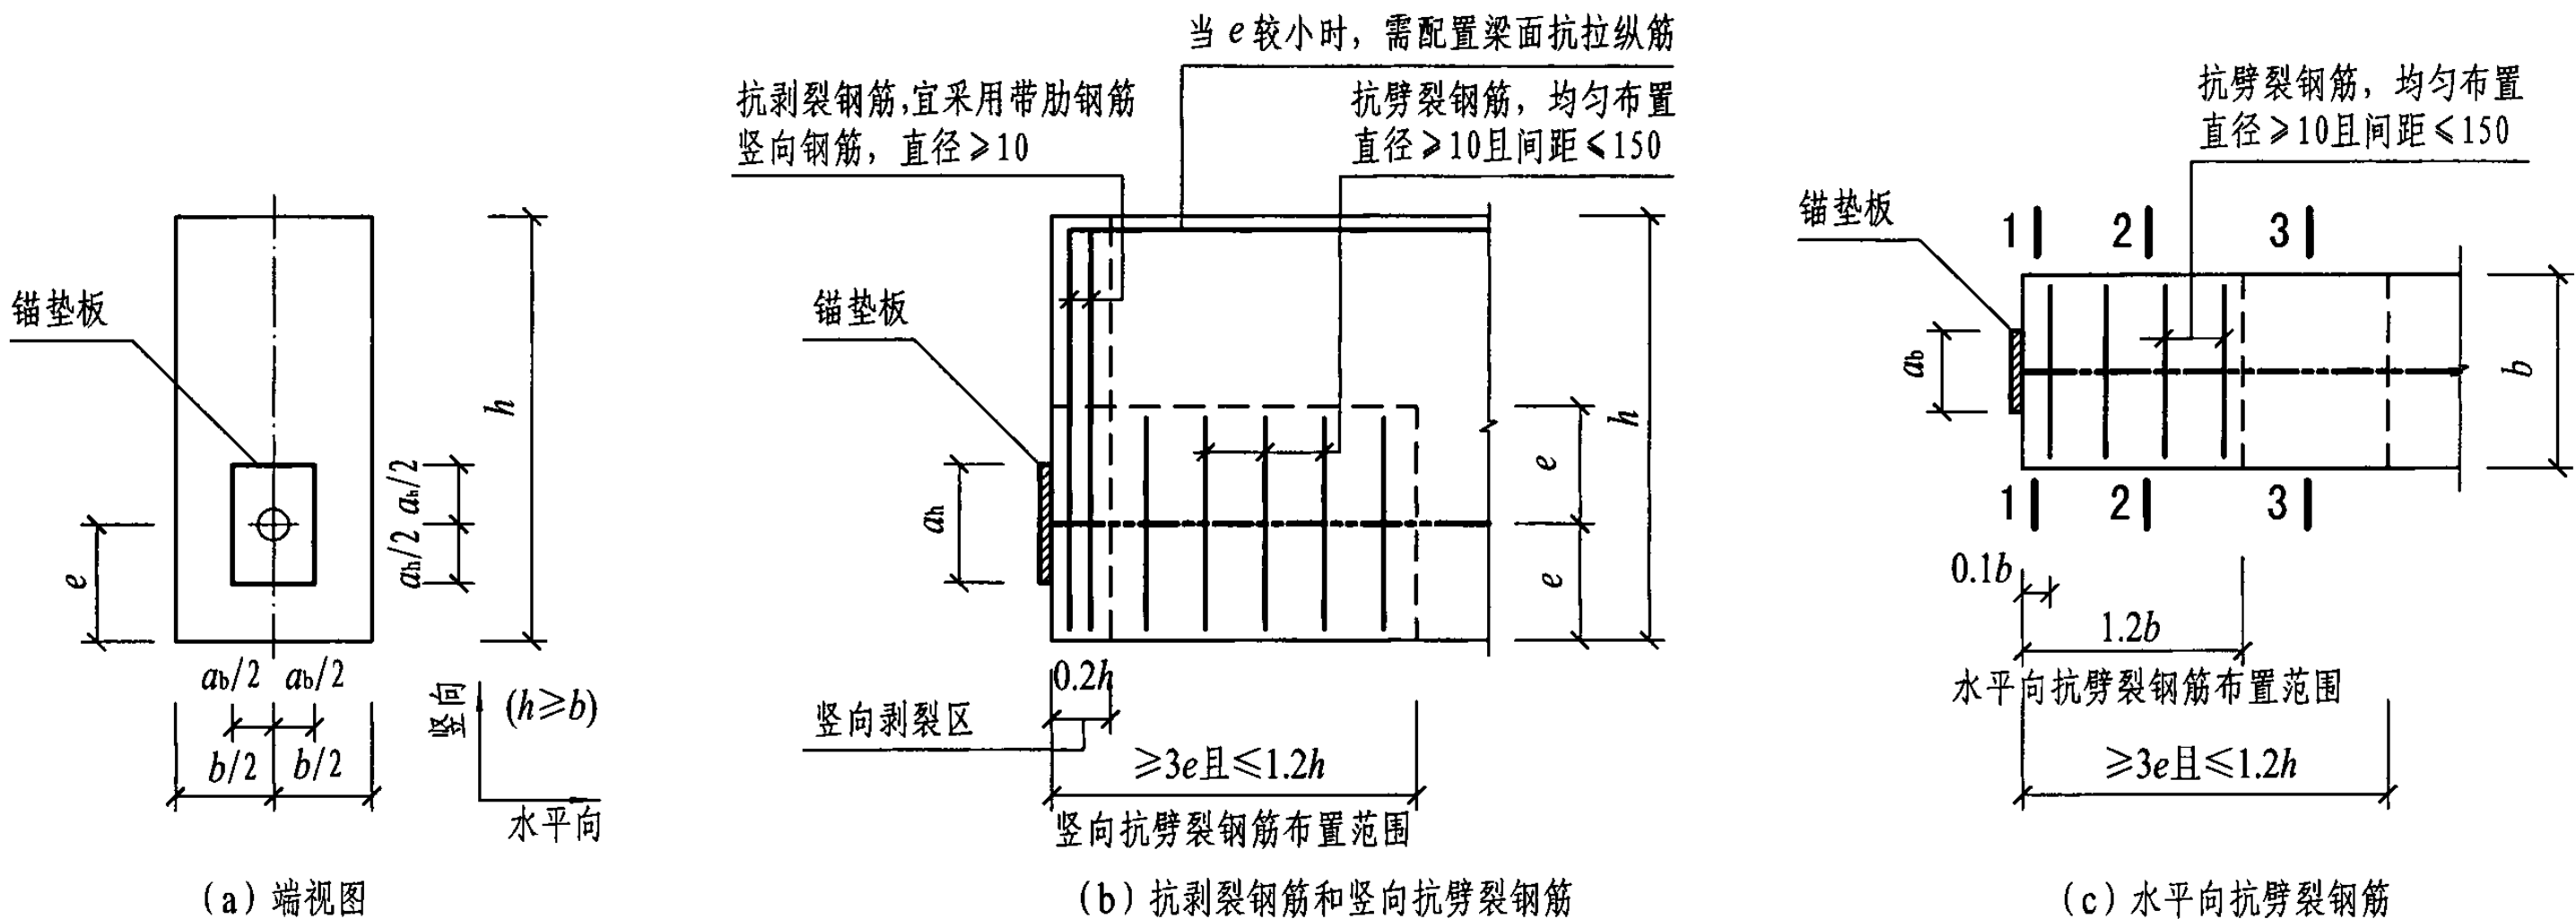 锚垫板
h
e
ah/2
ah/2
ab/2 ab/2
b/2 b/2
竖向
(h≥b)
水平向
(a)端视图
当e较小时，需配置梁面抗拉纵筋
抗剥裂钢筋,宜采用带肋钢筋
竖向钢筋，直径≥10
抗劈裂钢筋，均匀布置
直径≥10且间距≤150
锚垫板
ah
e
e
h
0.2h
竖向剥裂区
≥3e且≤1.2h
竖向抗劈裂钢筋布置范围
(b)抗剥裂钢筋和竖向抗劈裂钢筋
抗劈裂钢筋，均匀布置
直径≥10且间距≤150
锚垫板
1 2 3
ab
b
1 2 3
0.1b
1.2b
水平向抗劈裂钢筋布置范围
≥3e且≤1.2h
(c)水平向抗劈裂钢筋